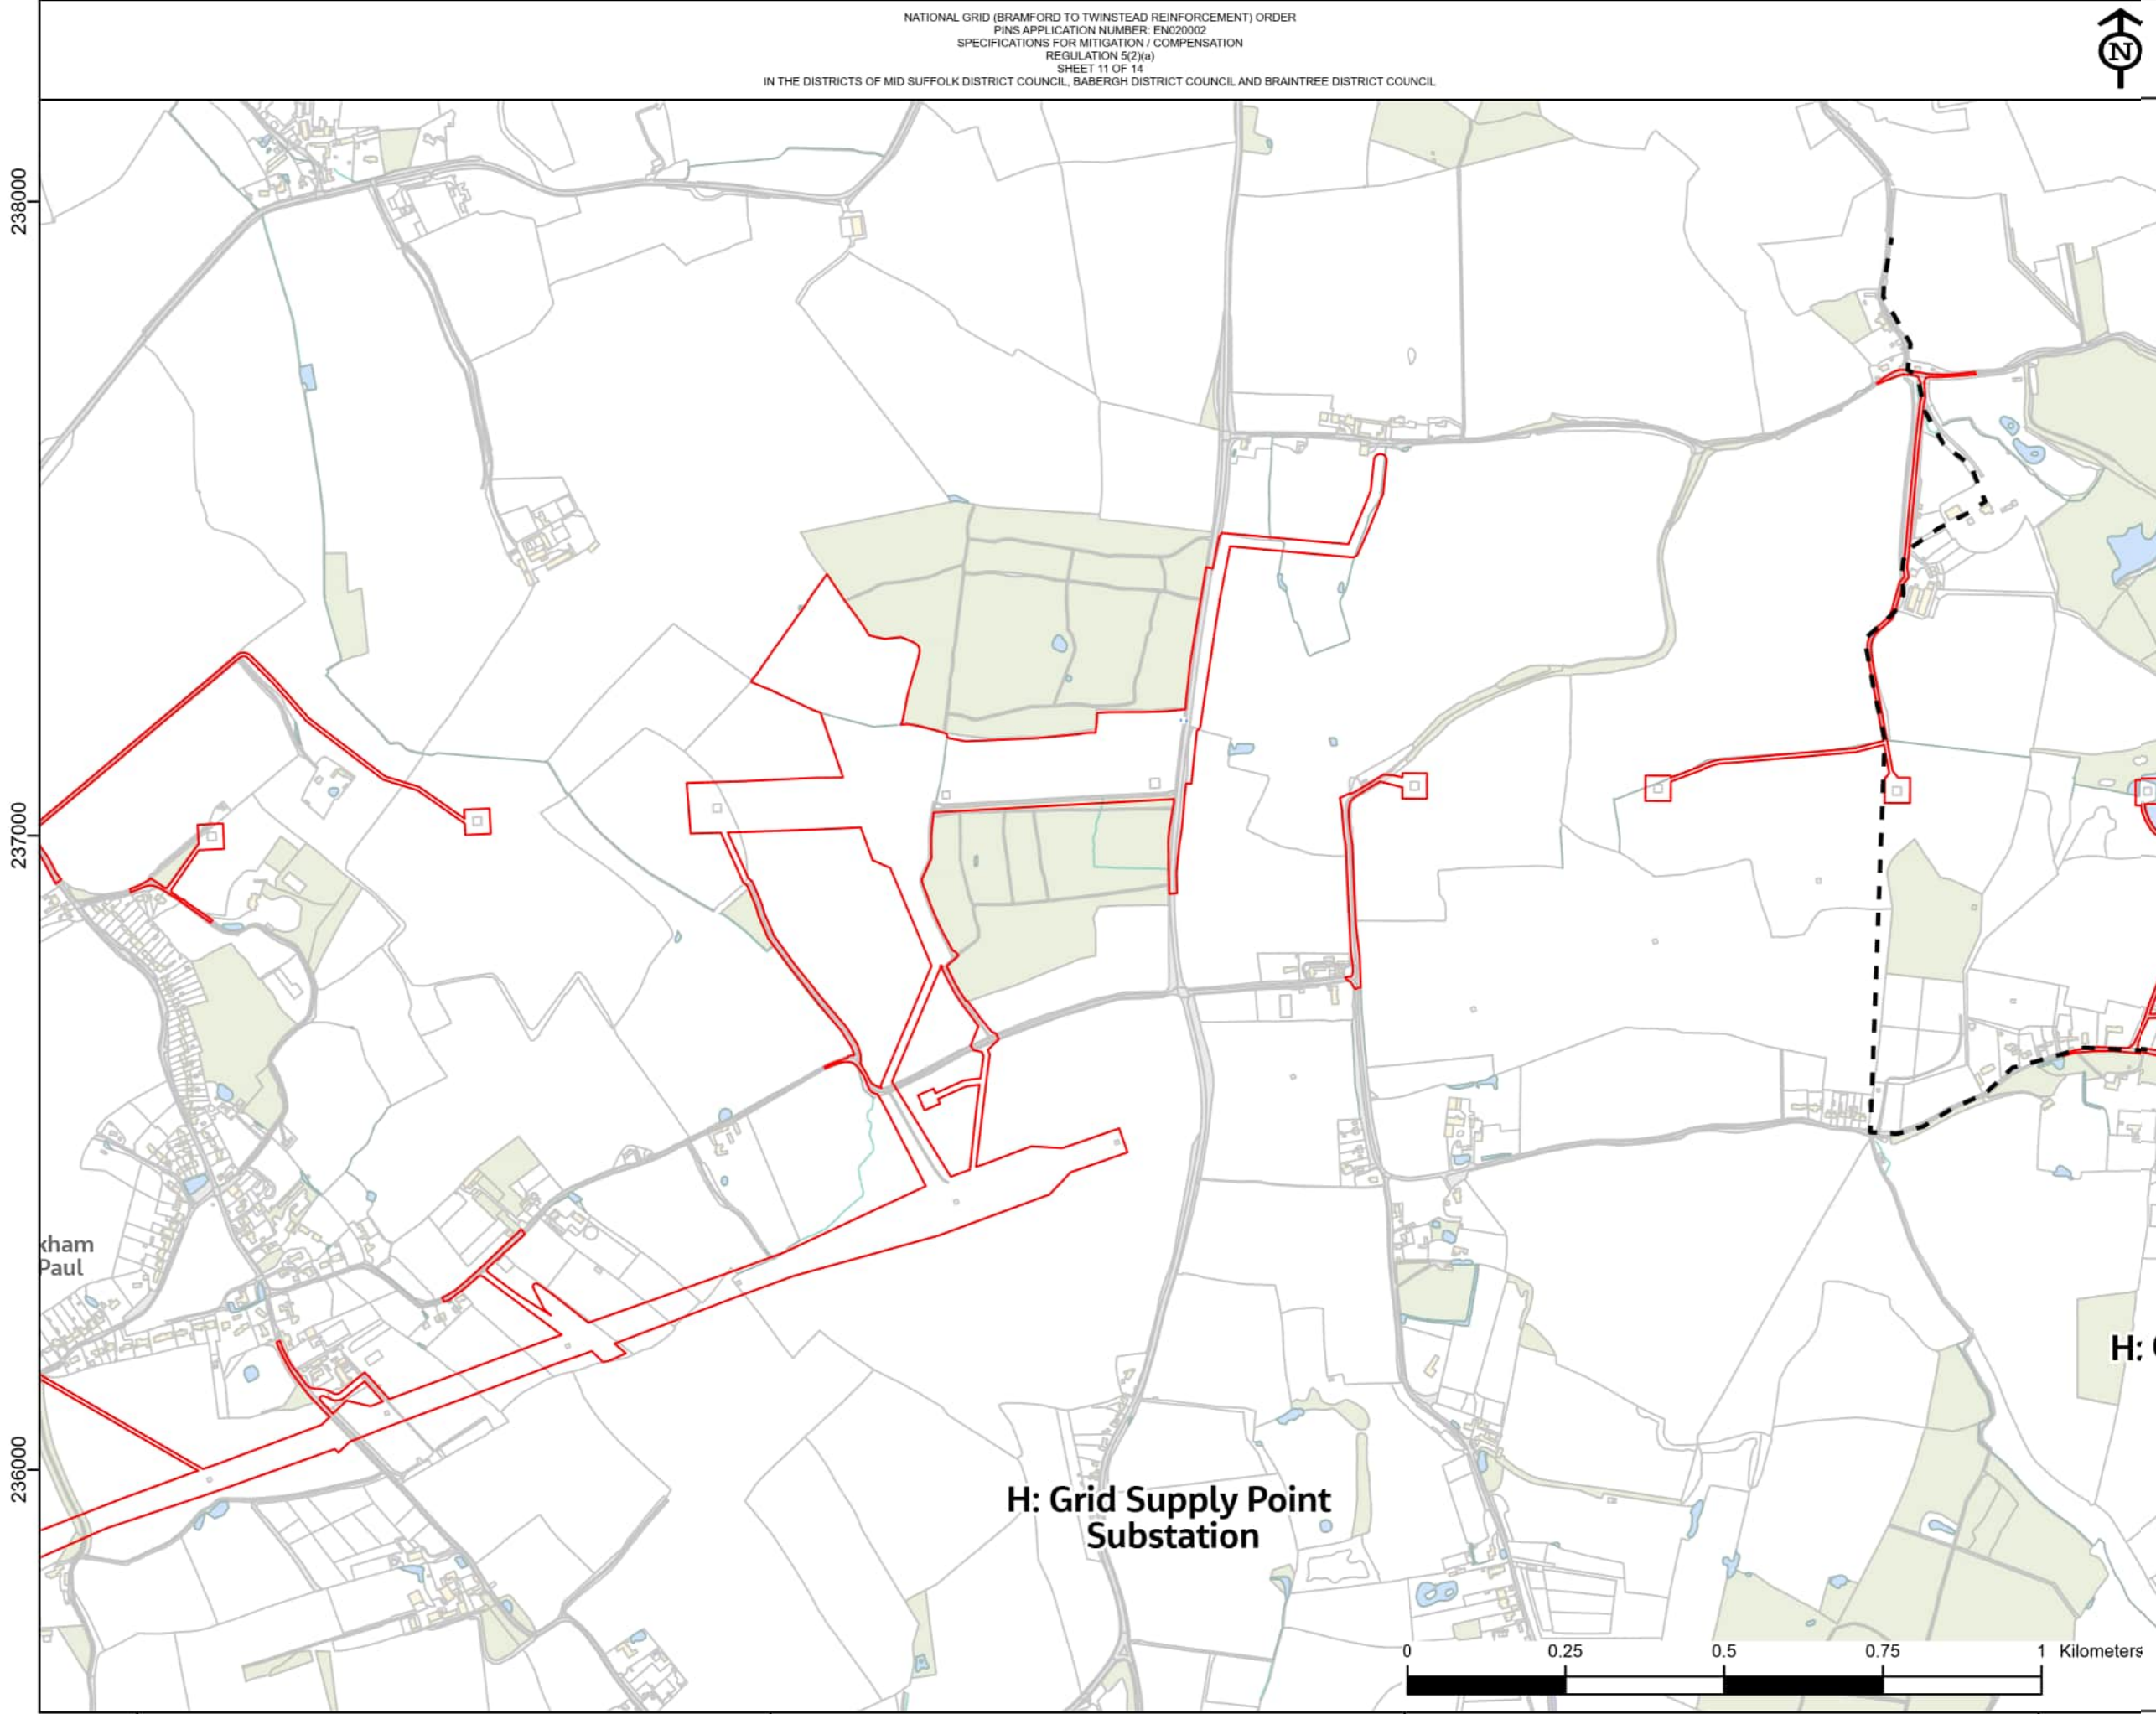 NATIONAL GRID (BRAMFORD TO TWINSTEAD REINFORCEMENT) ORDER
PINS APPLICATION NUMBER: EN020002
SPECIFICATIONS FOR MITIGATION / COMPENSATION
REGULATION 5(2)(a)
SHEET 11 OF 14
IN THE DISTRICTS OF MID SUFFOLK DISTRICT COUNCIL, BABERGH DISTRICT COUNCIL AND BRAINTREE DISTRICT COUNCIL
N
238000
237000
kham
Paul
H:
236000
H: Grid Supply Point
Substation
0 0.25 0.5 0.75 1 Kilometers